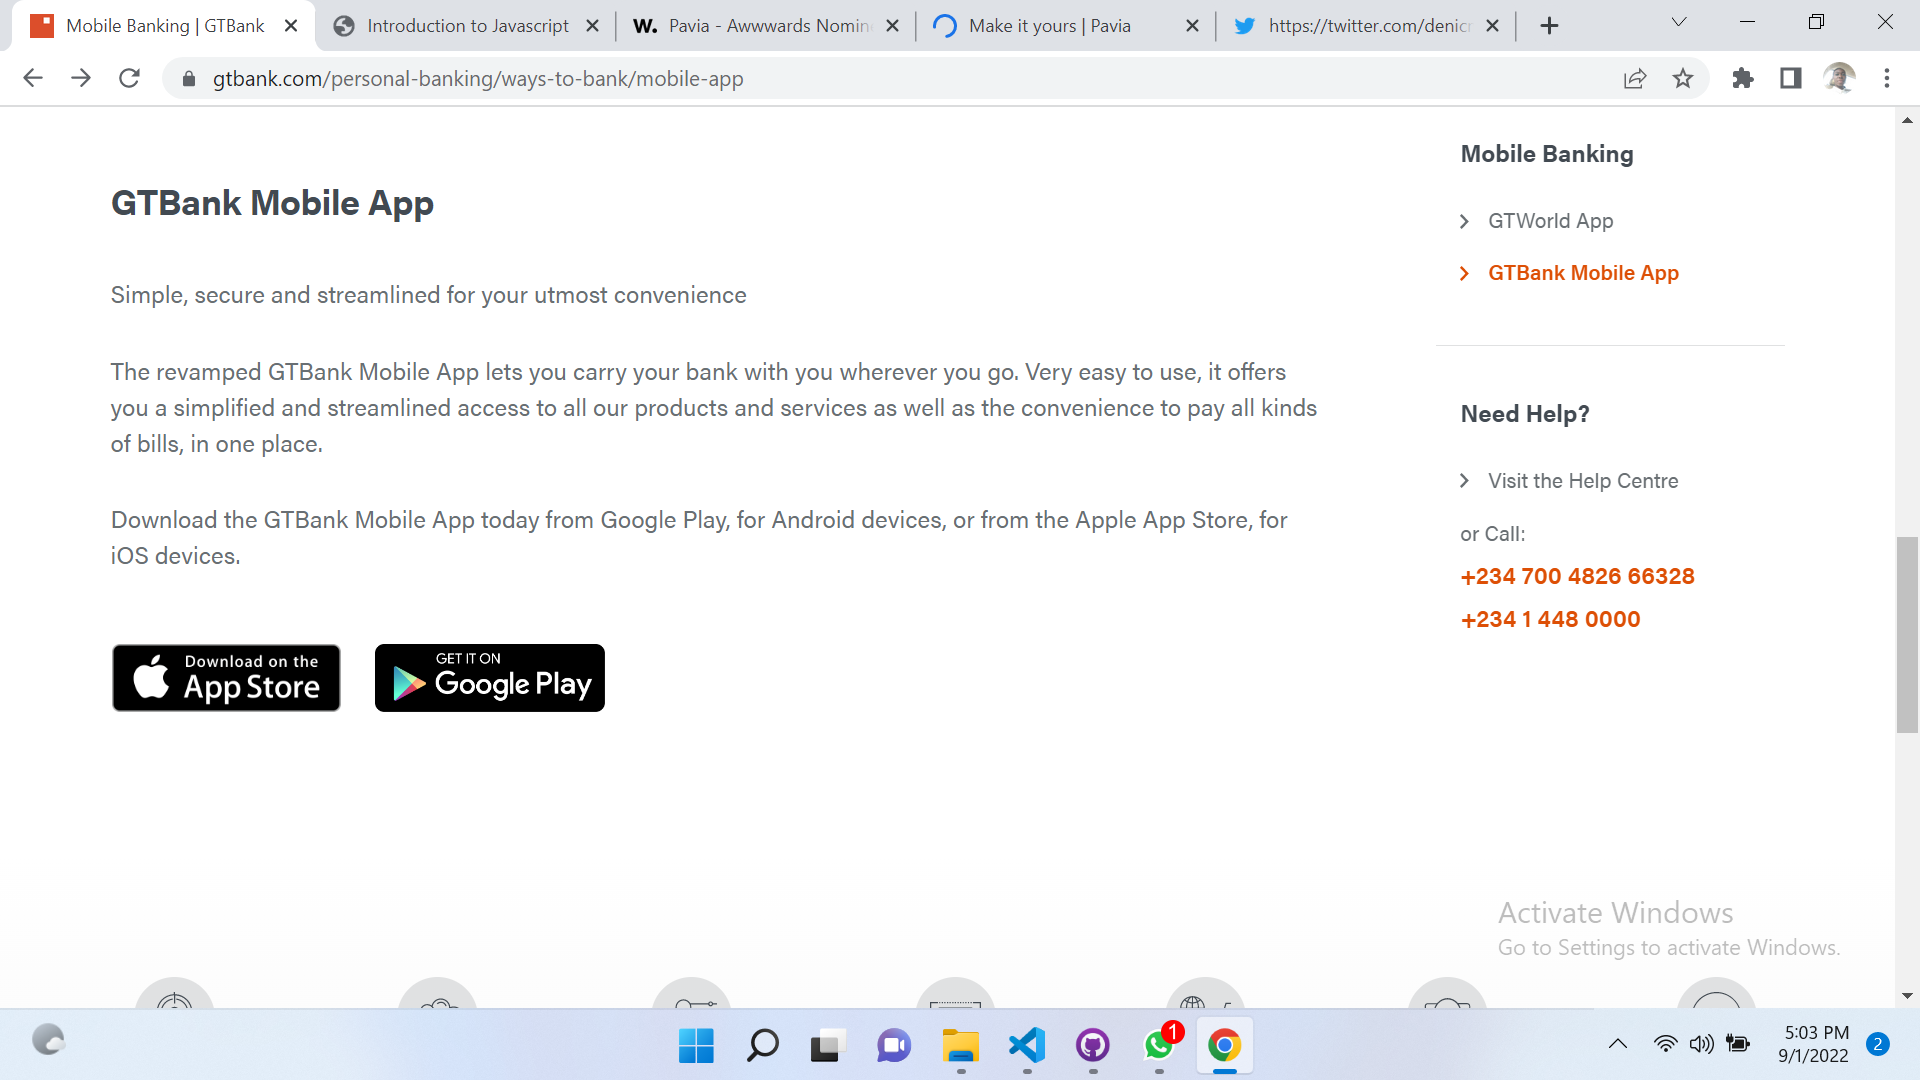 Mobile Banking | GTBank
Introduction to Javascript
W. Pavia - Awwwards Nomin
Make it yours | Pavia
https://twitter.com/denicr
gtbank.com/personal-banking/ways-to-bank/mobile-app
GTBank Mobile App
Simple, secure and streamlined for your utmost convenience
The revamped GTBank Mobile App lets you carry your bank with you wherever you go. Very easy to use, it offers
you a simplified and streamlined access to all our products and services as well as the convenience to pay all kinds
of bills, in one place.
Download the GTBank Mobile App today from Google Play, for Android devices, or from the Apple App Store, for
iOS devices.
Download on the
App Store
GET IT ON
Google Play
Mobile Banking
GTWorld App
GTBank Mobile App
Need Help?
Visit the Help Centre
or Call:
+234 700 4826 66328
+234 1 448 0000
Activate Windows
Go to Settings to activate Windows.
1
5:03 PM
9/1/2022
2